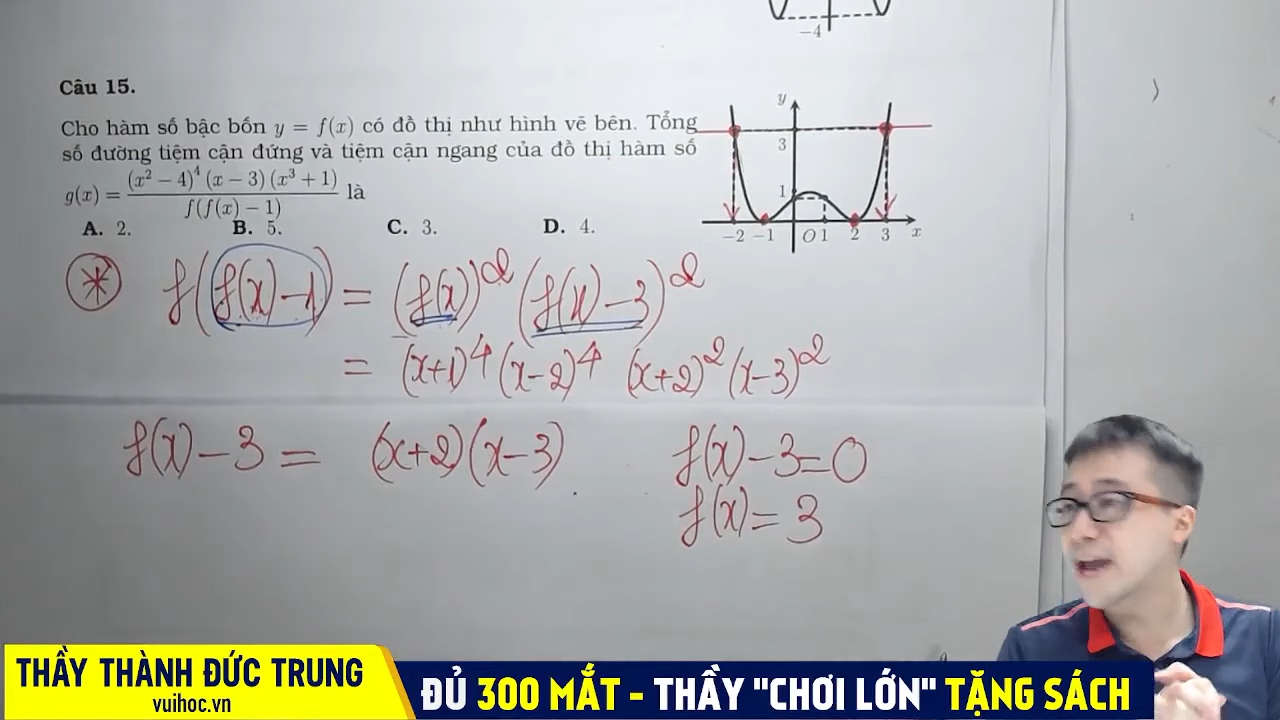 -4
Câu 15.
Cho hàm số bậc bốn y = f(x) có đồ thị như hình vẽ bên. Tổng
số đường tiệm cận đứng và tiệm cận ngang của đồ thị hàm số
g(x) = (x² − 4)⁴ (x − 3) (x³ + 1) / f(f(x) − 1) là
A. 2. B. 5. C. 3. D. 4.
y
3
1
-2 -1 O 1 2 3 x
* f(f(x)-1) = (f(x))² (f(x)-3)²
= (x+1)⁴ (x-2)⁴ (x+2)² (x-3)²
f(x)-3 = (x+2)(x-3) f(x)-3=0
f(x)=3
THẦY THÀNH ĐỨC TRUNG
vuihoc.vn
ĐỦ 300 MẮT - THẦY "CHƠI LỚN" TẶNG SÁCH